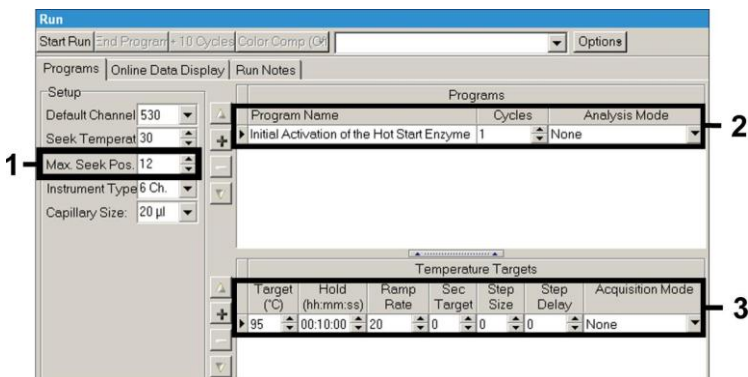 Run
Start Run End Program + 10 Cycles Color Comp (Off) Options
Programs Online Data Display Run Notes
Setup
Default Channel 530
Seek Temperat 30
Max. Seek Pos. 12
Instrument Type 6 Ch.
Capillary Size: 20 µl
Programs
Program Name Cycles Analysis Mode
Initial Activation of the Hot Start Enzyme 1 None
Temperature Targets
Target (°C) Hold (hh:mm:ss) Ramp Rate Sec Target Step Size Step Delay Acquisition Mode
95 00:10:00 20 0 0 0 None
1
2
3